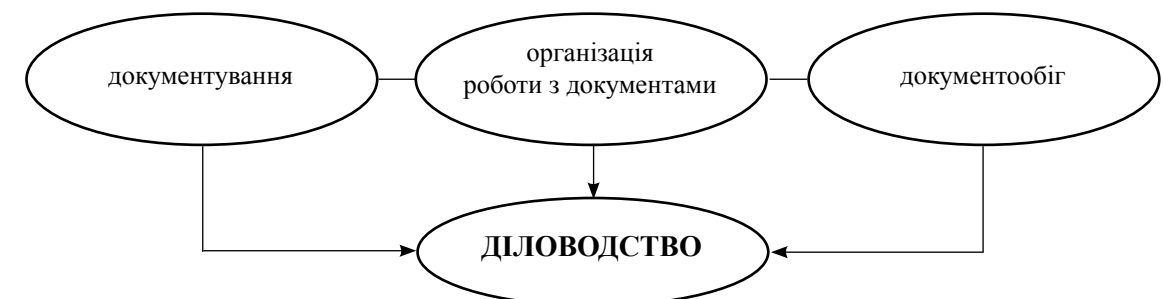 документування
організація
роботи з документами
документообіг
ДІЛОВОДСТВО